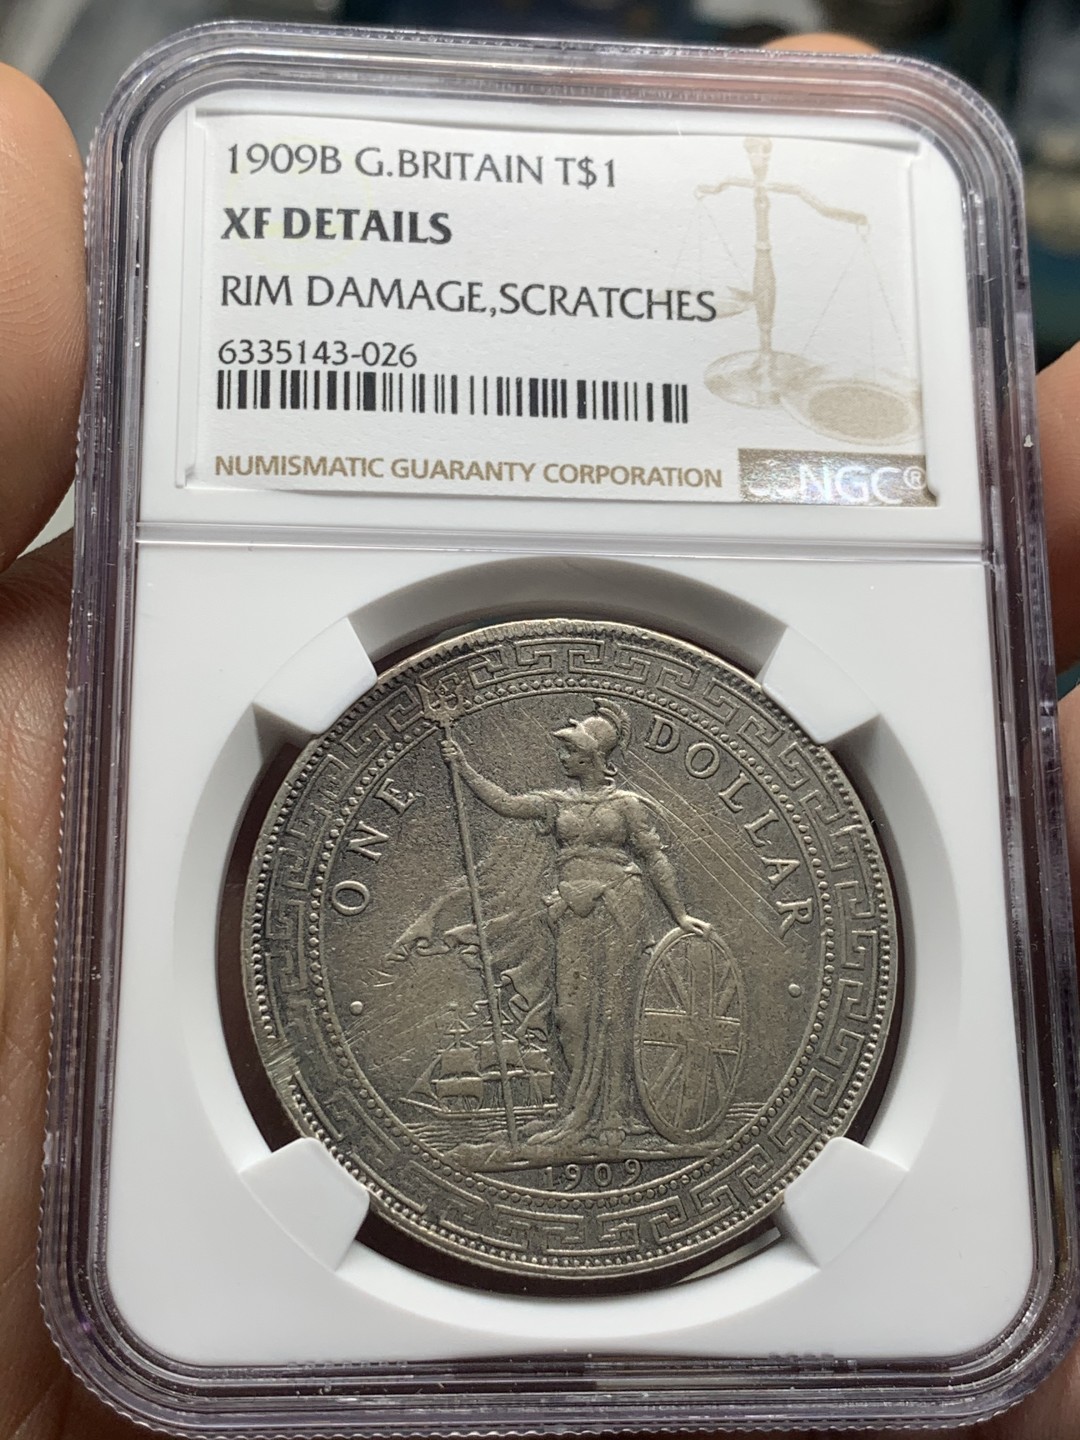 1909B G.BRITAIN T$1
XF DETAILS
RIM DAMAGE,SCRATCHES
6335143-026
NUMISMATIC GUARANTY CORPORATION
NGC®
ONE DOLLAR
1909